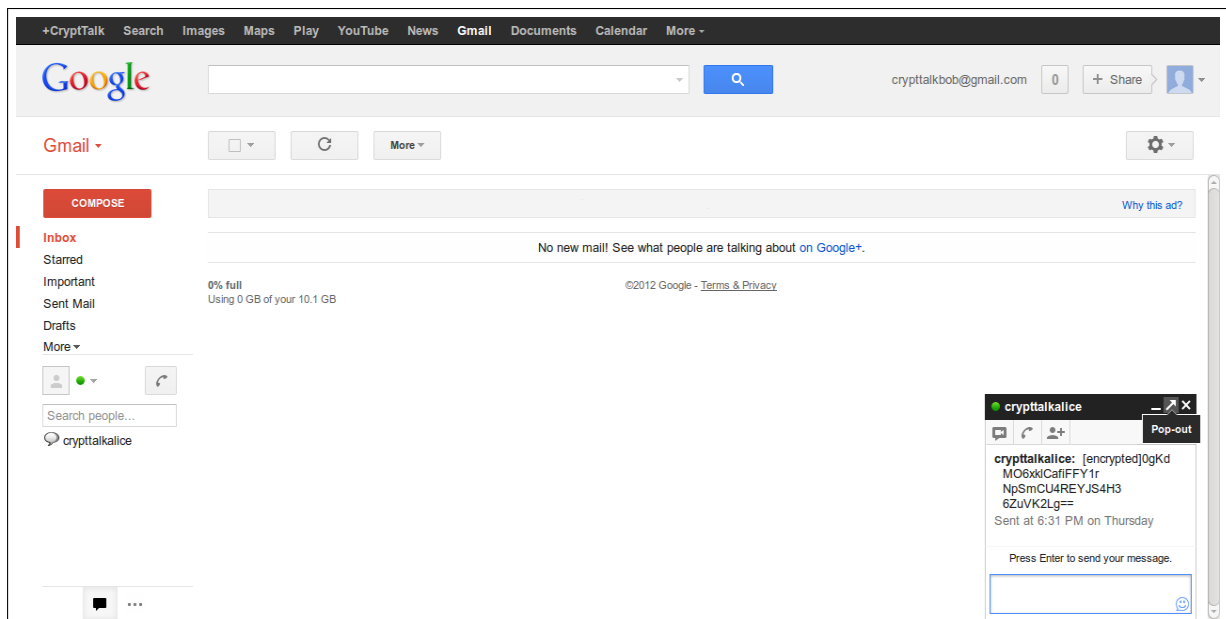 +CryptTalk Search Images Maps Play YouTube News Gmail Documents Calendar More
Google
crypttalkbob@gmail.com 0 + Share
Gmail
More
COMPOSE
Why this ad?
Inbox
No new mail! See what people are talking about on Google+.
Starred
Important
0% full
©2012 Google - Terms & Privacy
Using 0 GB of your 10.1 GB
Sent Mail
Drafts
More
Search people...
crypttalkalice
crypttalkalice
Pop-out
crypttalkalice: [encrypted]0gKd
MO6xklCafiFFY1r
NpSmCU4REYJS4H3
6ZuVK2Lg==
Sent at 6:31 PM on Thursday
Press Enter to send your message.